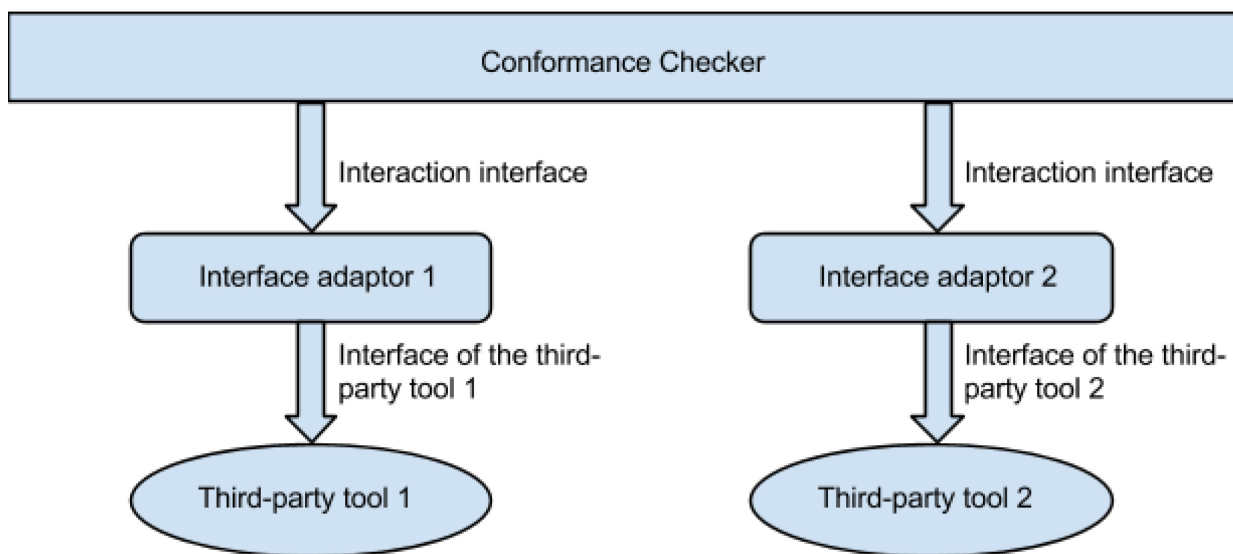 Conformance Checker
Interaction interface
Interaction interface
Interface adaptor 1
Interface adaptor 2
Interface of the third-
party tool 1
Interface of the third-
party tool 2
Third-party tool 1
Third-party tool 2